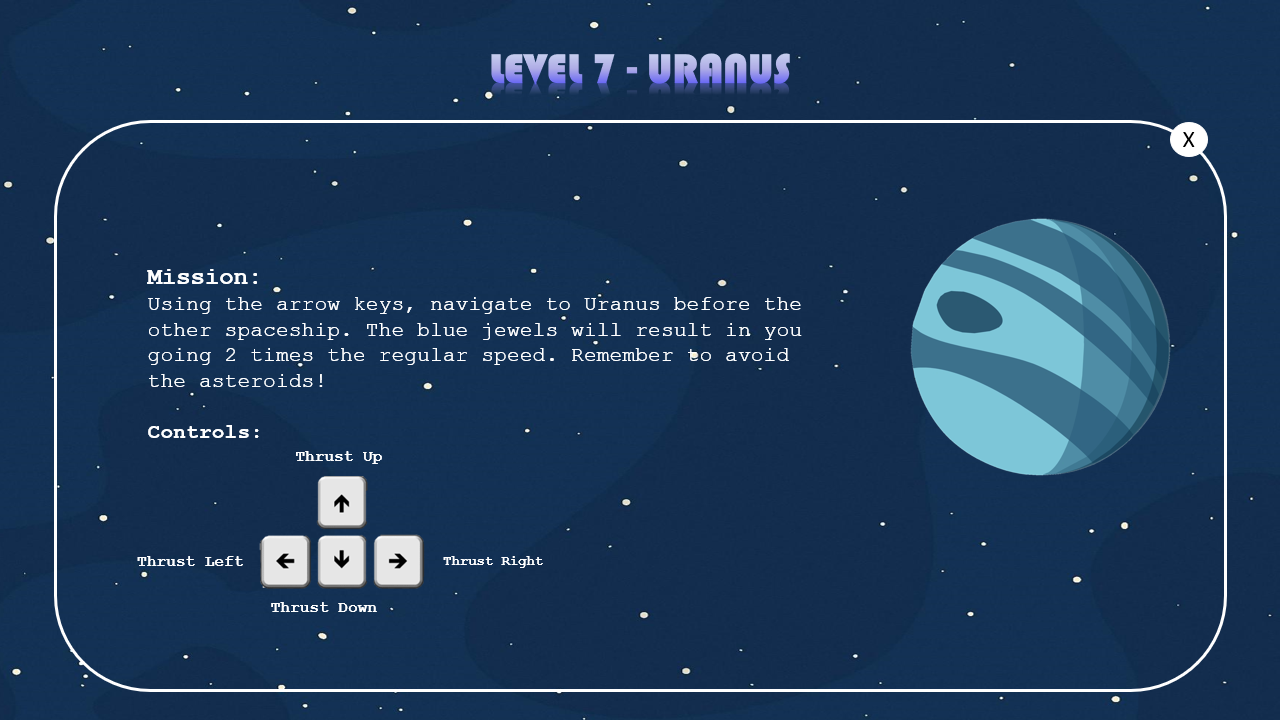 LEVEL 7 - URANUS
X
Mission:
Using the arrow keys, navigate to Uranus before the
other spaceship. The blue jewels will result in you
going 2 times the regular speed. Remember to avoid
the asteroids!
Controls:
Thrust Up
Thrust Left
Thrust Right
Thrust Down